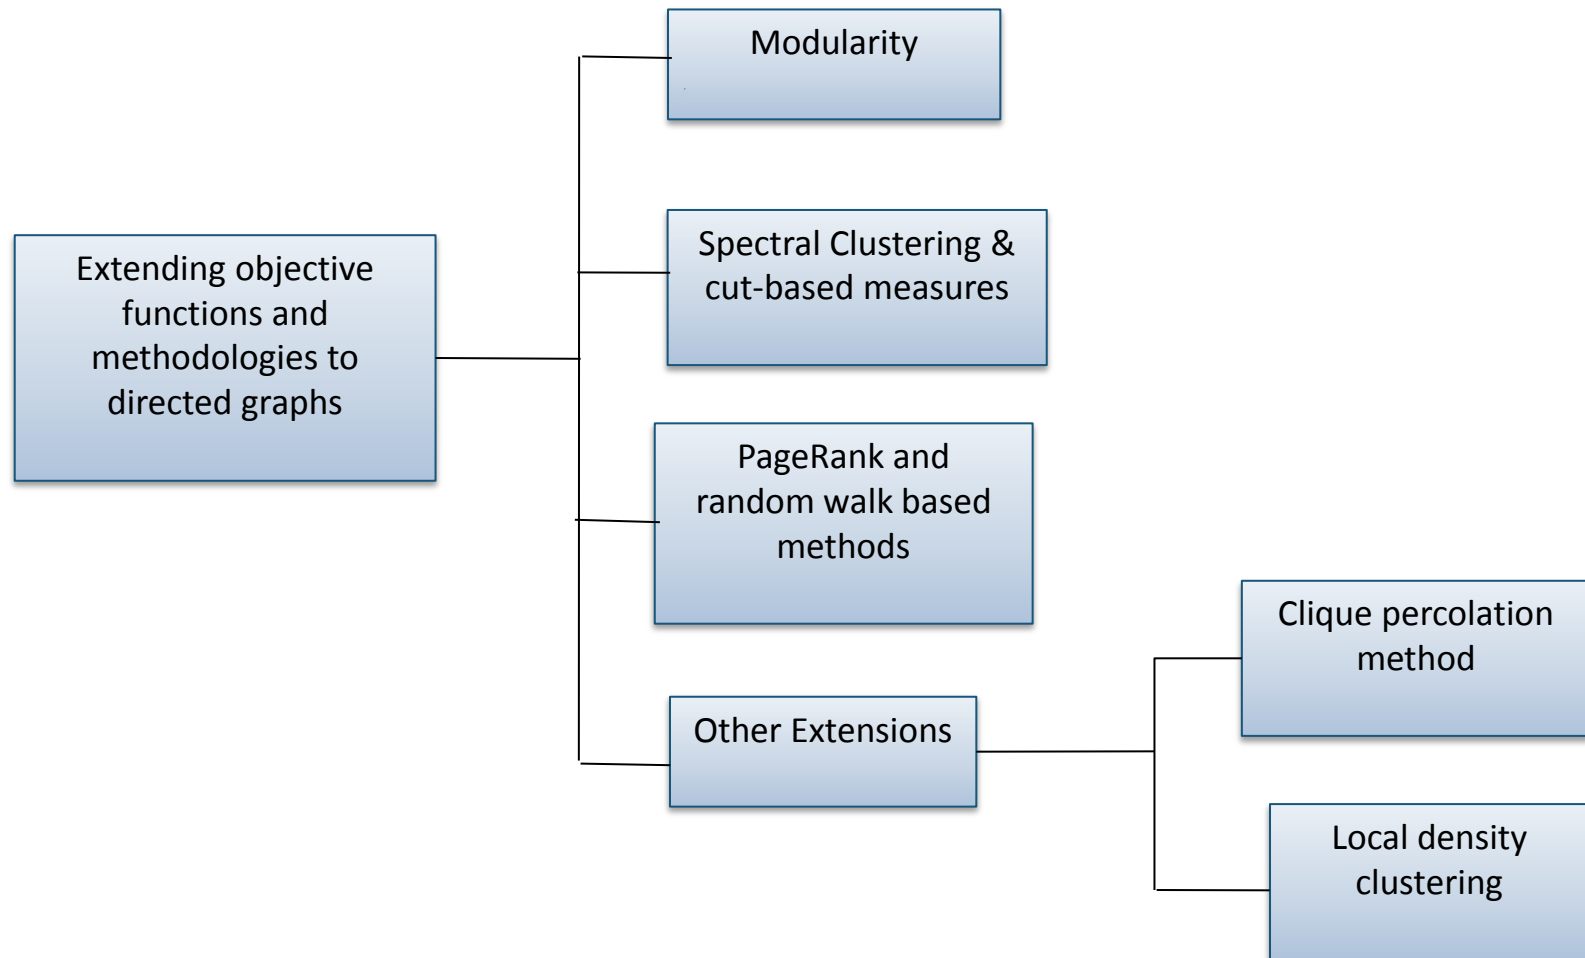 Modularity
Spectral Clustering &
cut-based measures
Extending objective
functions and
methodologies to
directed graphs
PageRank and
random walk based
methods
Clique percolation
method
Other Extensions
Local density
clustering